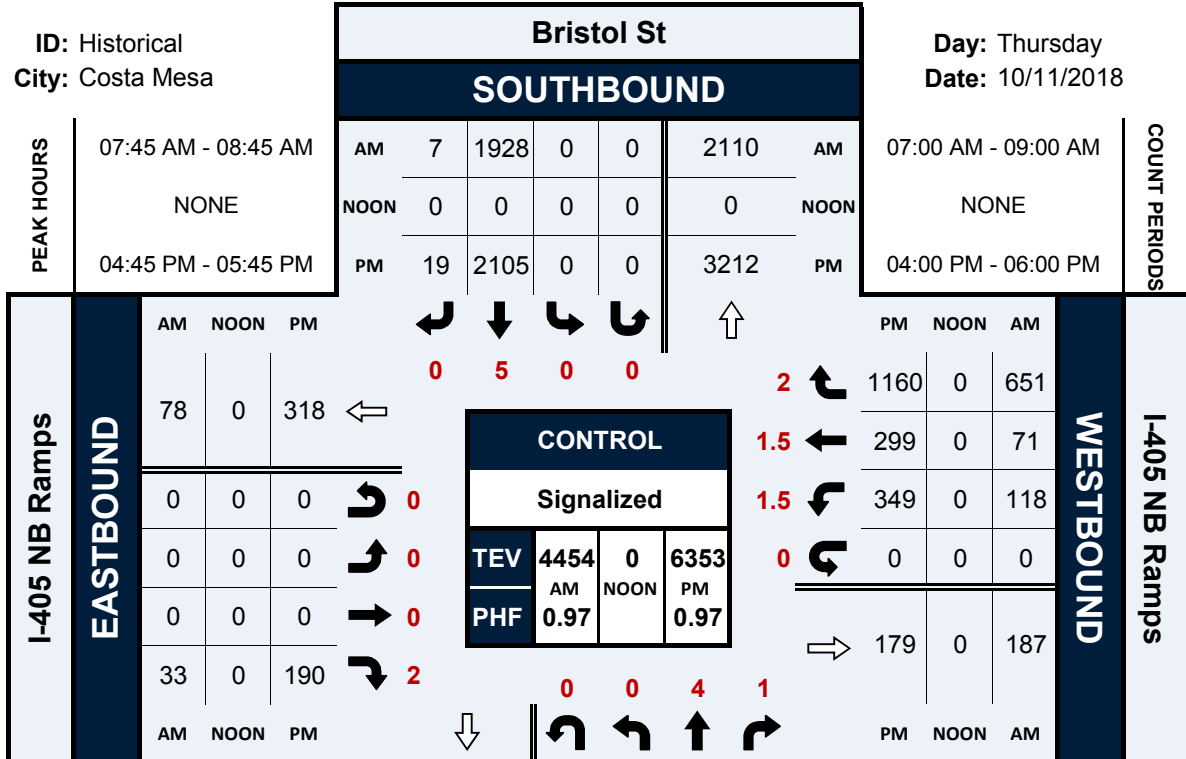 Bristol St
ID: Historical
Day: Thursday
City: Costa Mesa
Date: 10/11/2018
SOUTHBOUND
PEAK HOURS
07:45 AM - 08:45 AM
NONE
04:45 PM - 05:45 PM
AM 7 1928 0 0 2110 AM
NOON 0 0 0 0 0 NOON
PM 19 2105 0 0 3212 PM
07:00 AM - 09:00 AM
NONE
04:00 PM - 06:00 PM
COUNT PERIODS
0 5 0 0
I-405 NB Ramps
EASTBOUND
AM NOON PM
78 0 318
0 0 0 0
0 0 0 0
0 0 0 0
33 0 190 2
AM NOON PM
CONTROL
Signalized
TEV 4454 0 6353
AM NOON PM
PHF 0.97 0.97
PM NOON AM
2 1160 0 651
1.5 299 0 71
1.5 349 0 118
0 0 0 0
179 0 187
PM NOON AM
WESTBOUND
I-405 NB Ramps
0 0 4 1